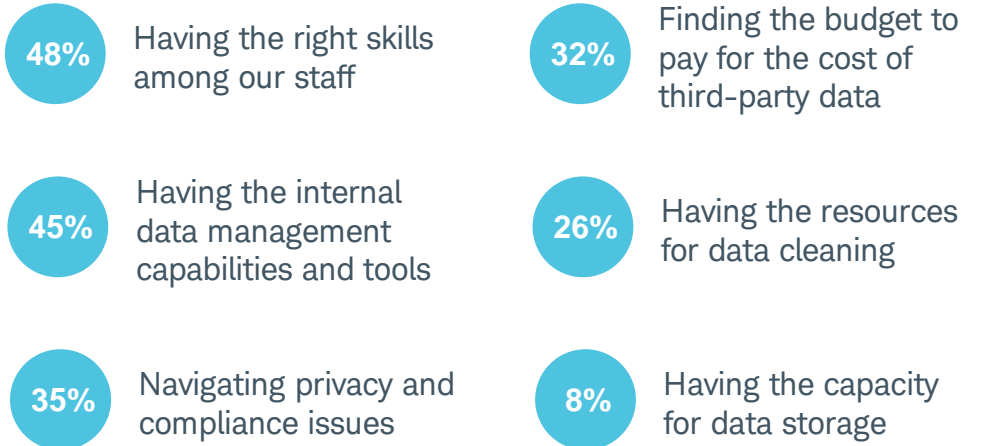 48%
Having the right skills
among our staff
45%
Having the internal
data management
capabilities and tools
35%
Navigating privacy and
compliance issues
32%
Finding the budget to
pay for the cost of
third-party data
26%
Having the resources
for data cleaning
8%
Having the capacity
for data storage